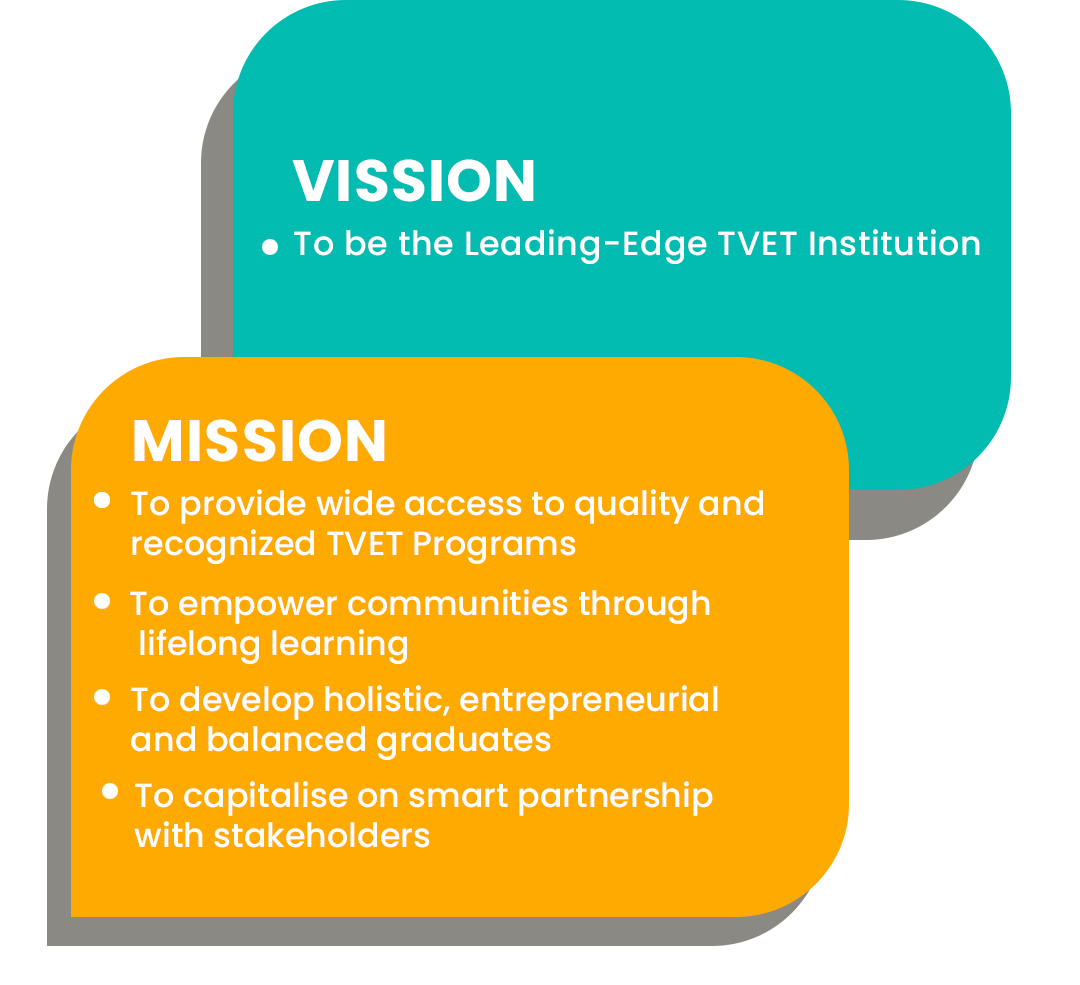 VISSION
• To be the Leading-Edge TVET Institution
MISSION
• To provide wide access to quality and
recognized TVET Programs
• To empower communities through
lifelong learning
• To develop holistic, entrepreneurial
and balanced graduates
• To capitalise on smart partnership
with stakeholders